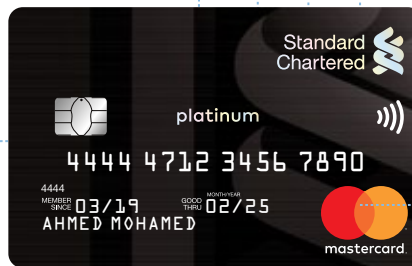 Standard
Chartered
platinum
4444 4712 3456 7890
4444
MEMBER SINCE 03/19 GOOD THRU MONTH/YEAR 02/25
AHMED MOHAMED
mastercard